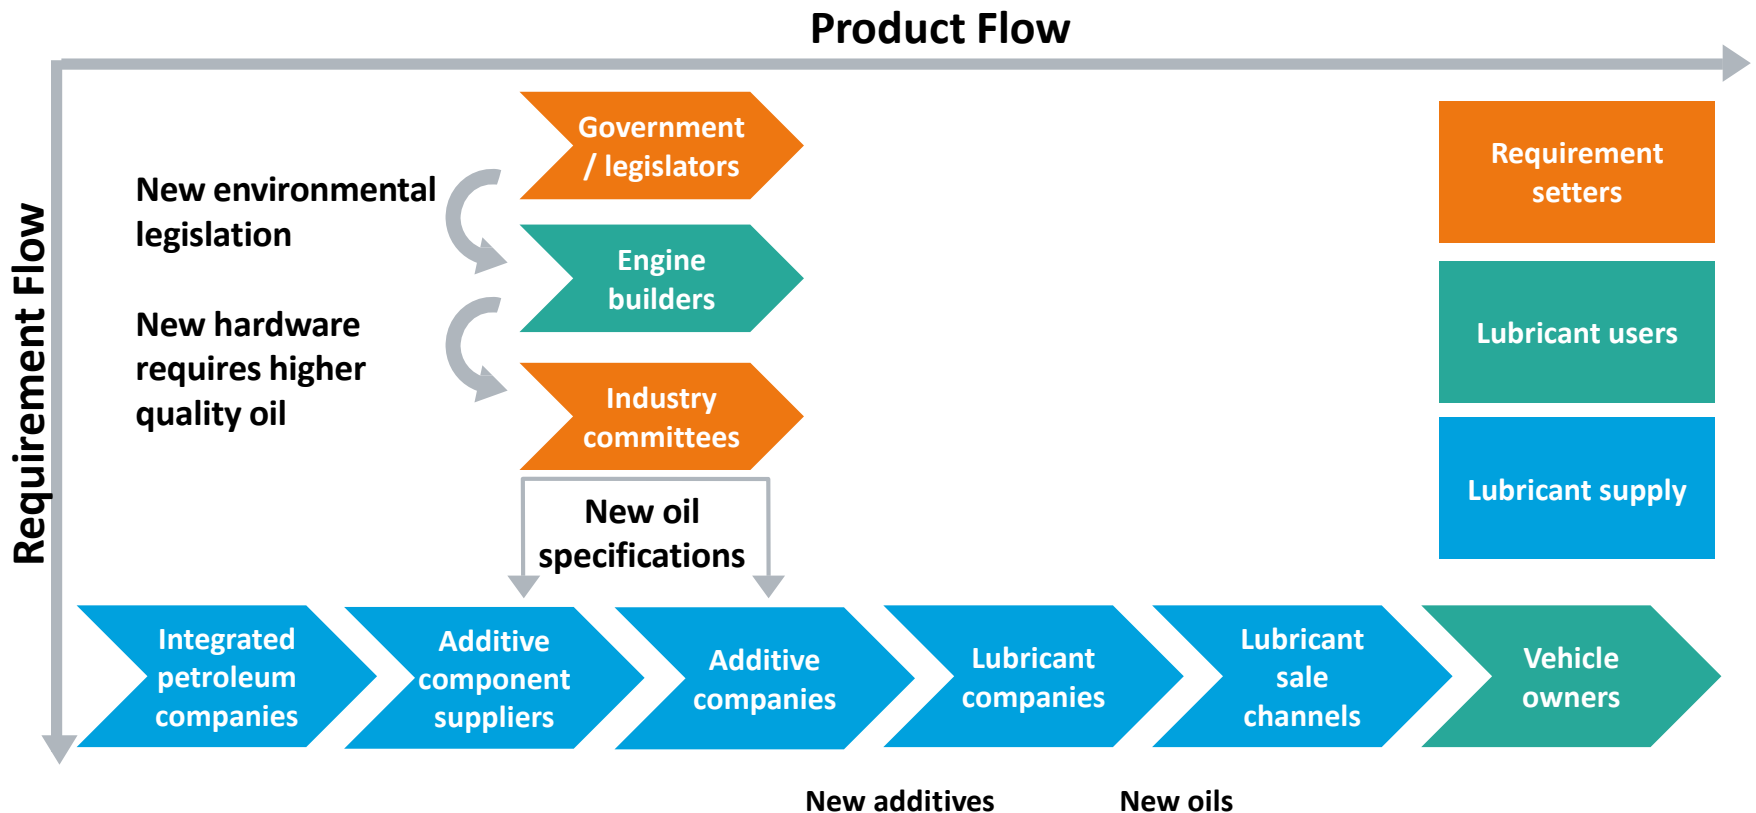 Product Flow
Requirement Flow
Government
/ legislators
New environmental
legislation
Engine
builders
New hardware
requires higher
quality oil
Industry
committees
New oil
specifications
Requirement
setters
Lubricant users
Lubricant supply
Integrated
petroleum
companies
Additive
component
suppliers
Additive
companies
Lubricant
companies
Lubricant
sale
channels
Vehicle
owners
New additives
New oils